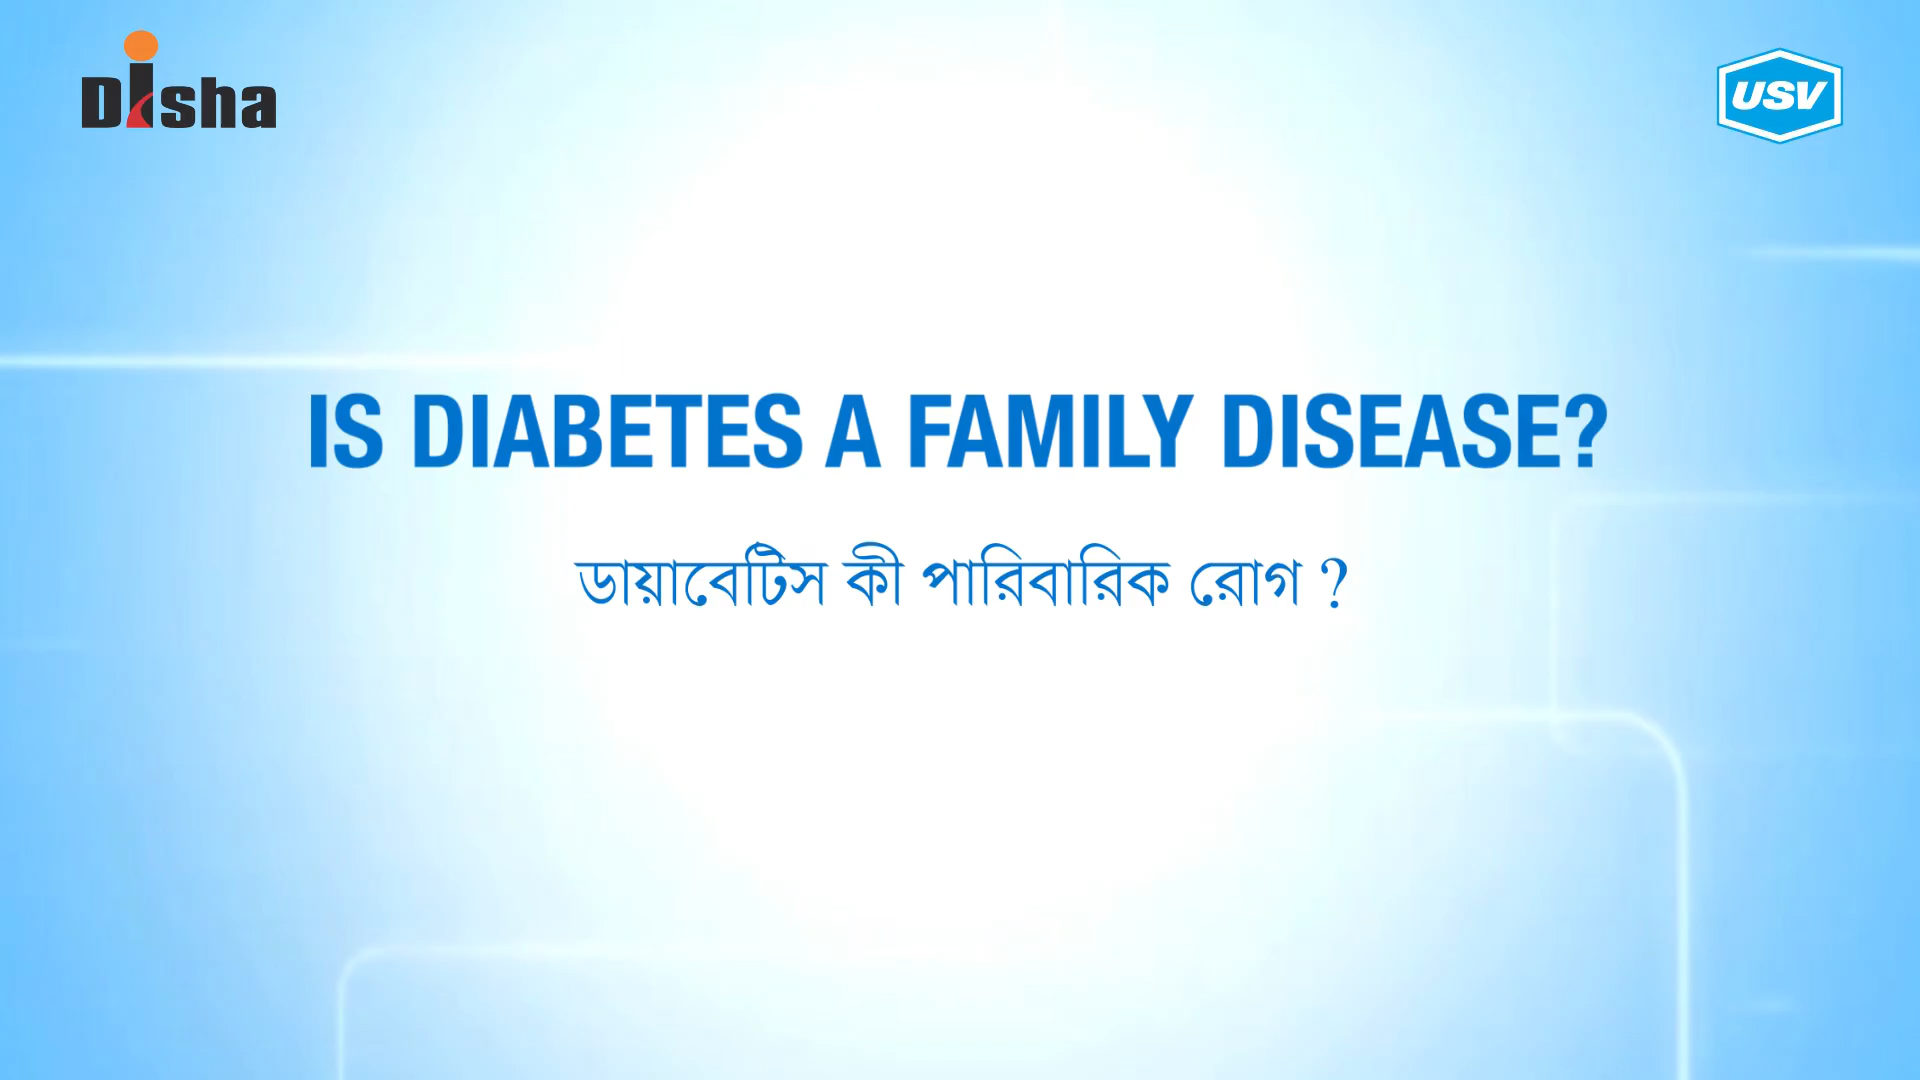 Disha
USV
IS DIABETES A FAMILY DISEASE?
ডায়াবেটিস কী পারিবারিক রোগ ?